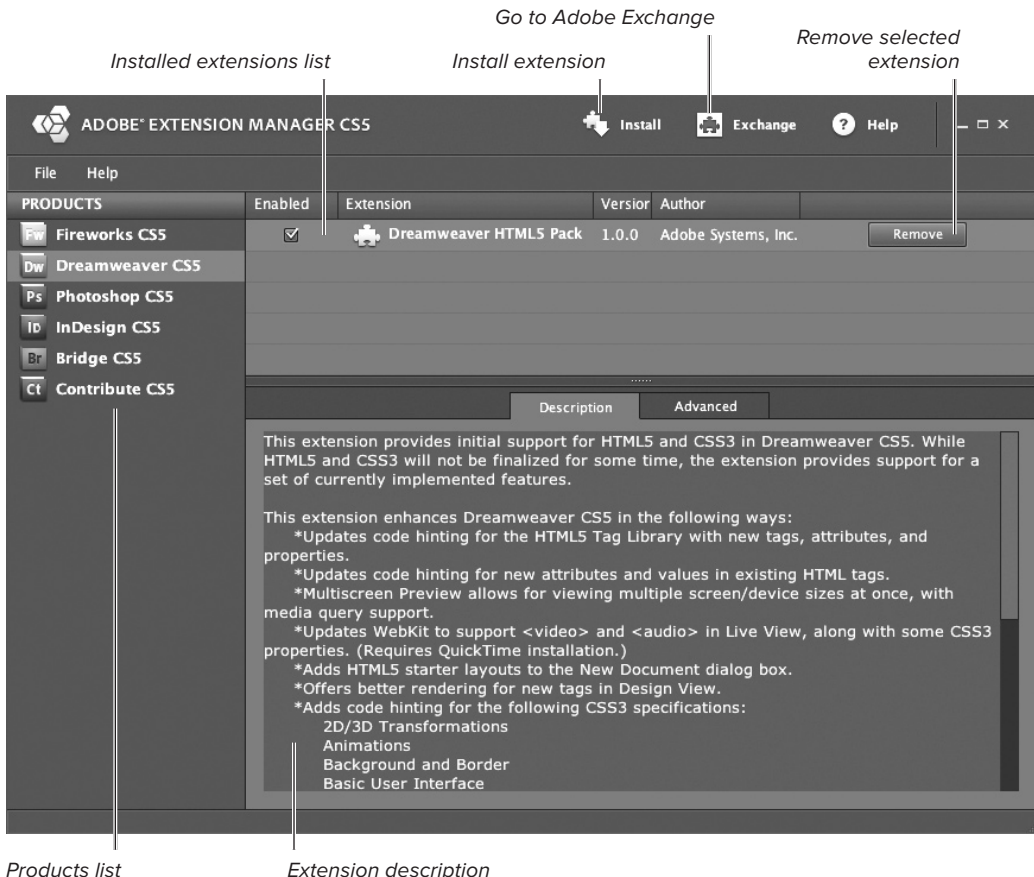 Go to Adobe Exchange
Remove selected
extension
Installed extensions list
Install extension
ADOBE® EXTENSION MANAGER CS5
Install
Exchange
? Help
File Help
PRODUCTS
Enabled Extension Version Author
Fw Fireworks CS5
Dreamweaver HTML5 Pack 1.0.0 Adobe Systems, Inc. Remove
Dw Dreamweaver CS5
Ps Photoshop CS5
ID InDesign CS5
Br Bridge CS5
Ct Contribute CS5
Description Advanced
This extension provides initial support for HTML5 and CSS3 in Dreamweaver CS5. While
HTML5 and CSS3 will not be finalized for some time, the extension provides support for a
set of currently implemented features.
This extension enhances Dreamweaver CS5 in the following ways:
*Updates code hinting for the HTML5 Tag Library with new tags, attributes, and
properties.
*Updates code hinting for new attributes and values in existing HTML tags.
*Multiscreen Preview allows for viewing multiple screen/device sizes at once, with
media query support.
*Updates WebKit to support <video> and <audio> in Live View, along with some CSS3
properties. (Requires QuickTime installation.)
*Adds HTML5 starter layouts to the New Document dialog box.
*Offers better rendering for new tags in Design View.
*Adds code hinting for the following CSS3 specifications:
2D/3D Transformations
Animations
Background and Border
Basic User Interface
Products list
Extension description